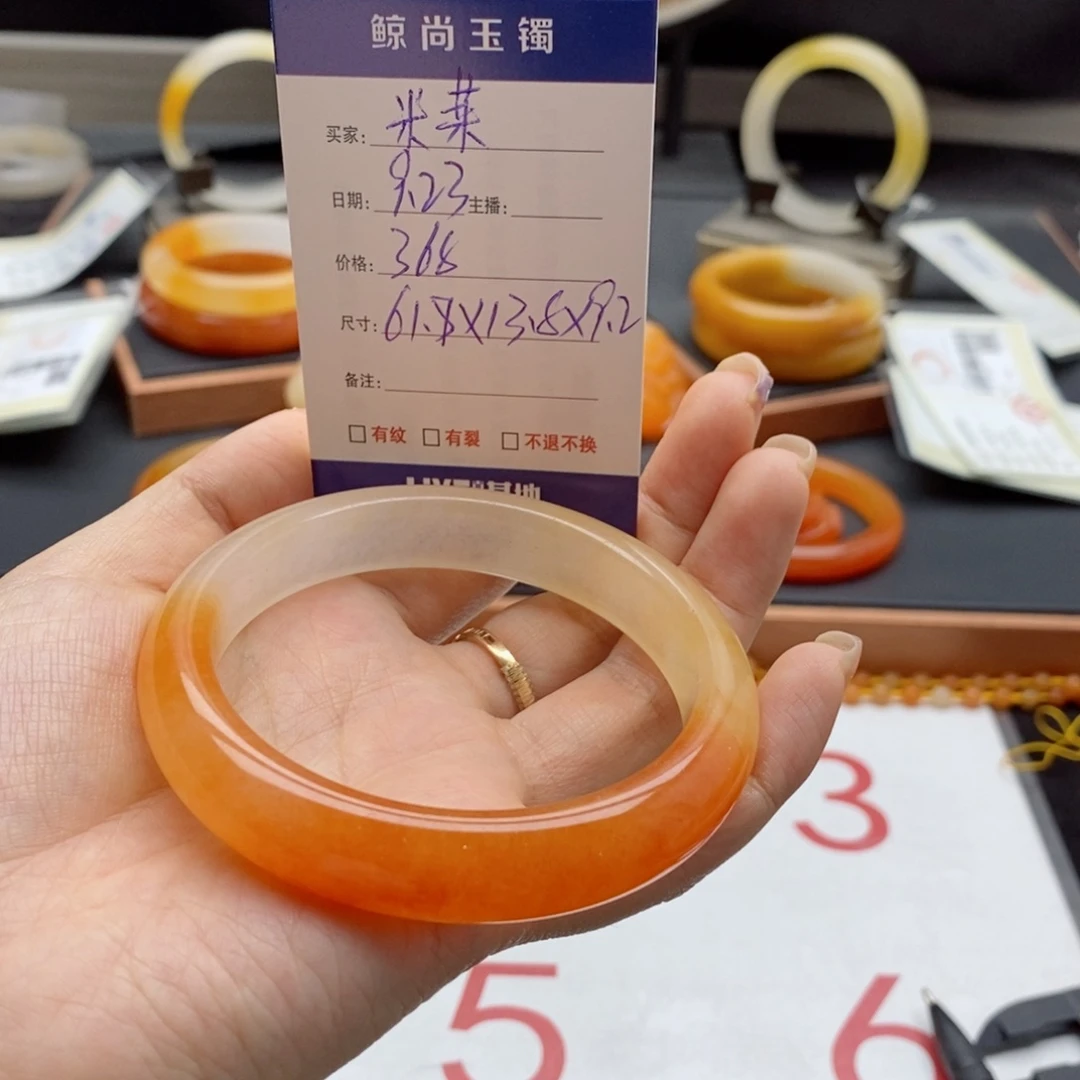 鲸尚玉镯
买家: 米莱
日期: 9.23 主播:
价格: 368
尺寸: 61.8X13.8X9.2
备注:
□有纹 □有裂 □不退不换
3
5 6